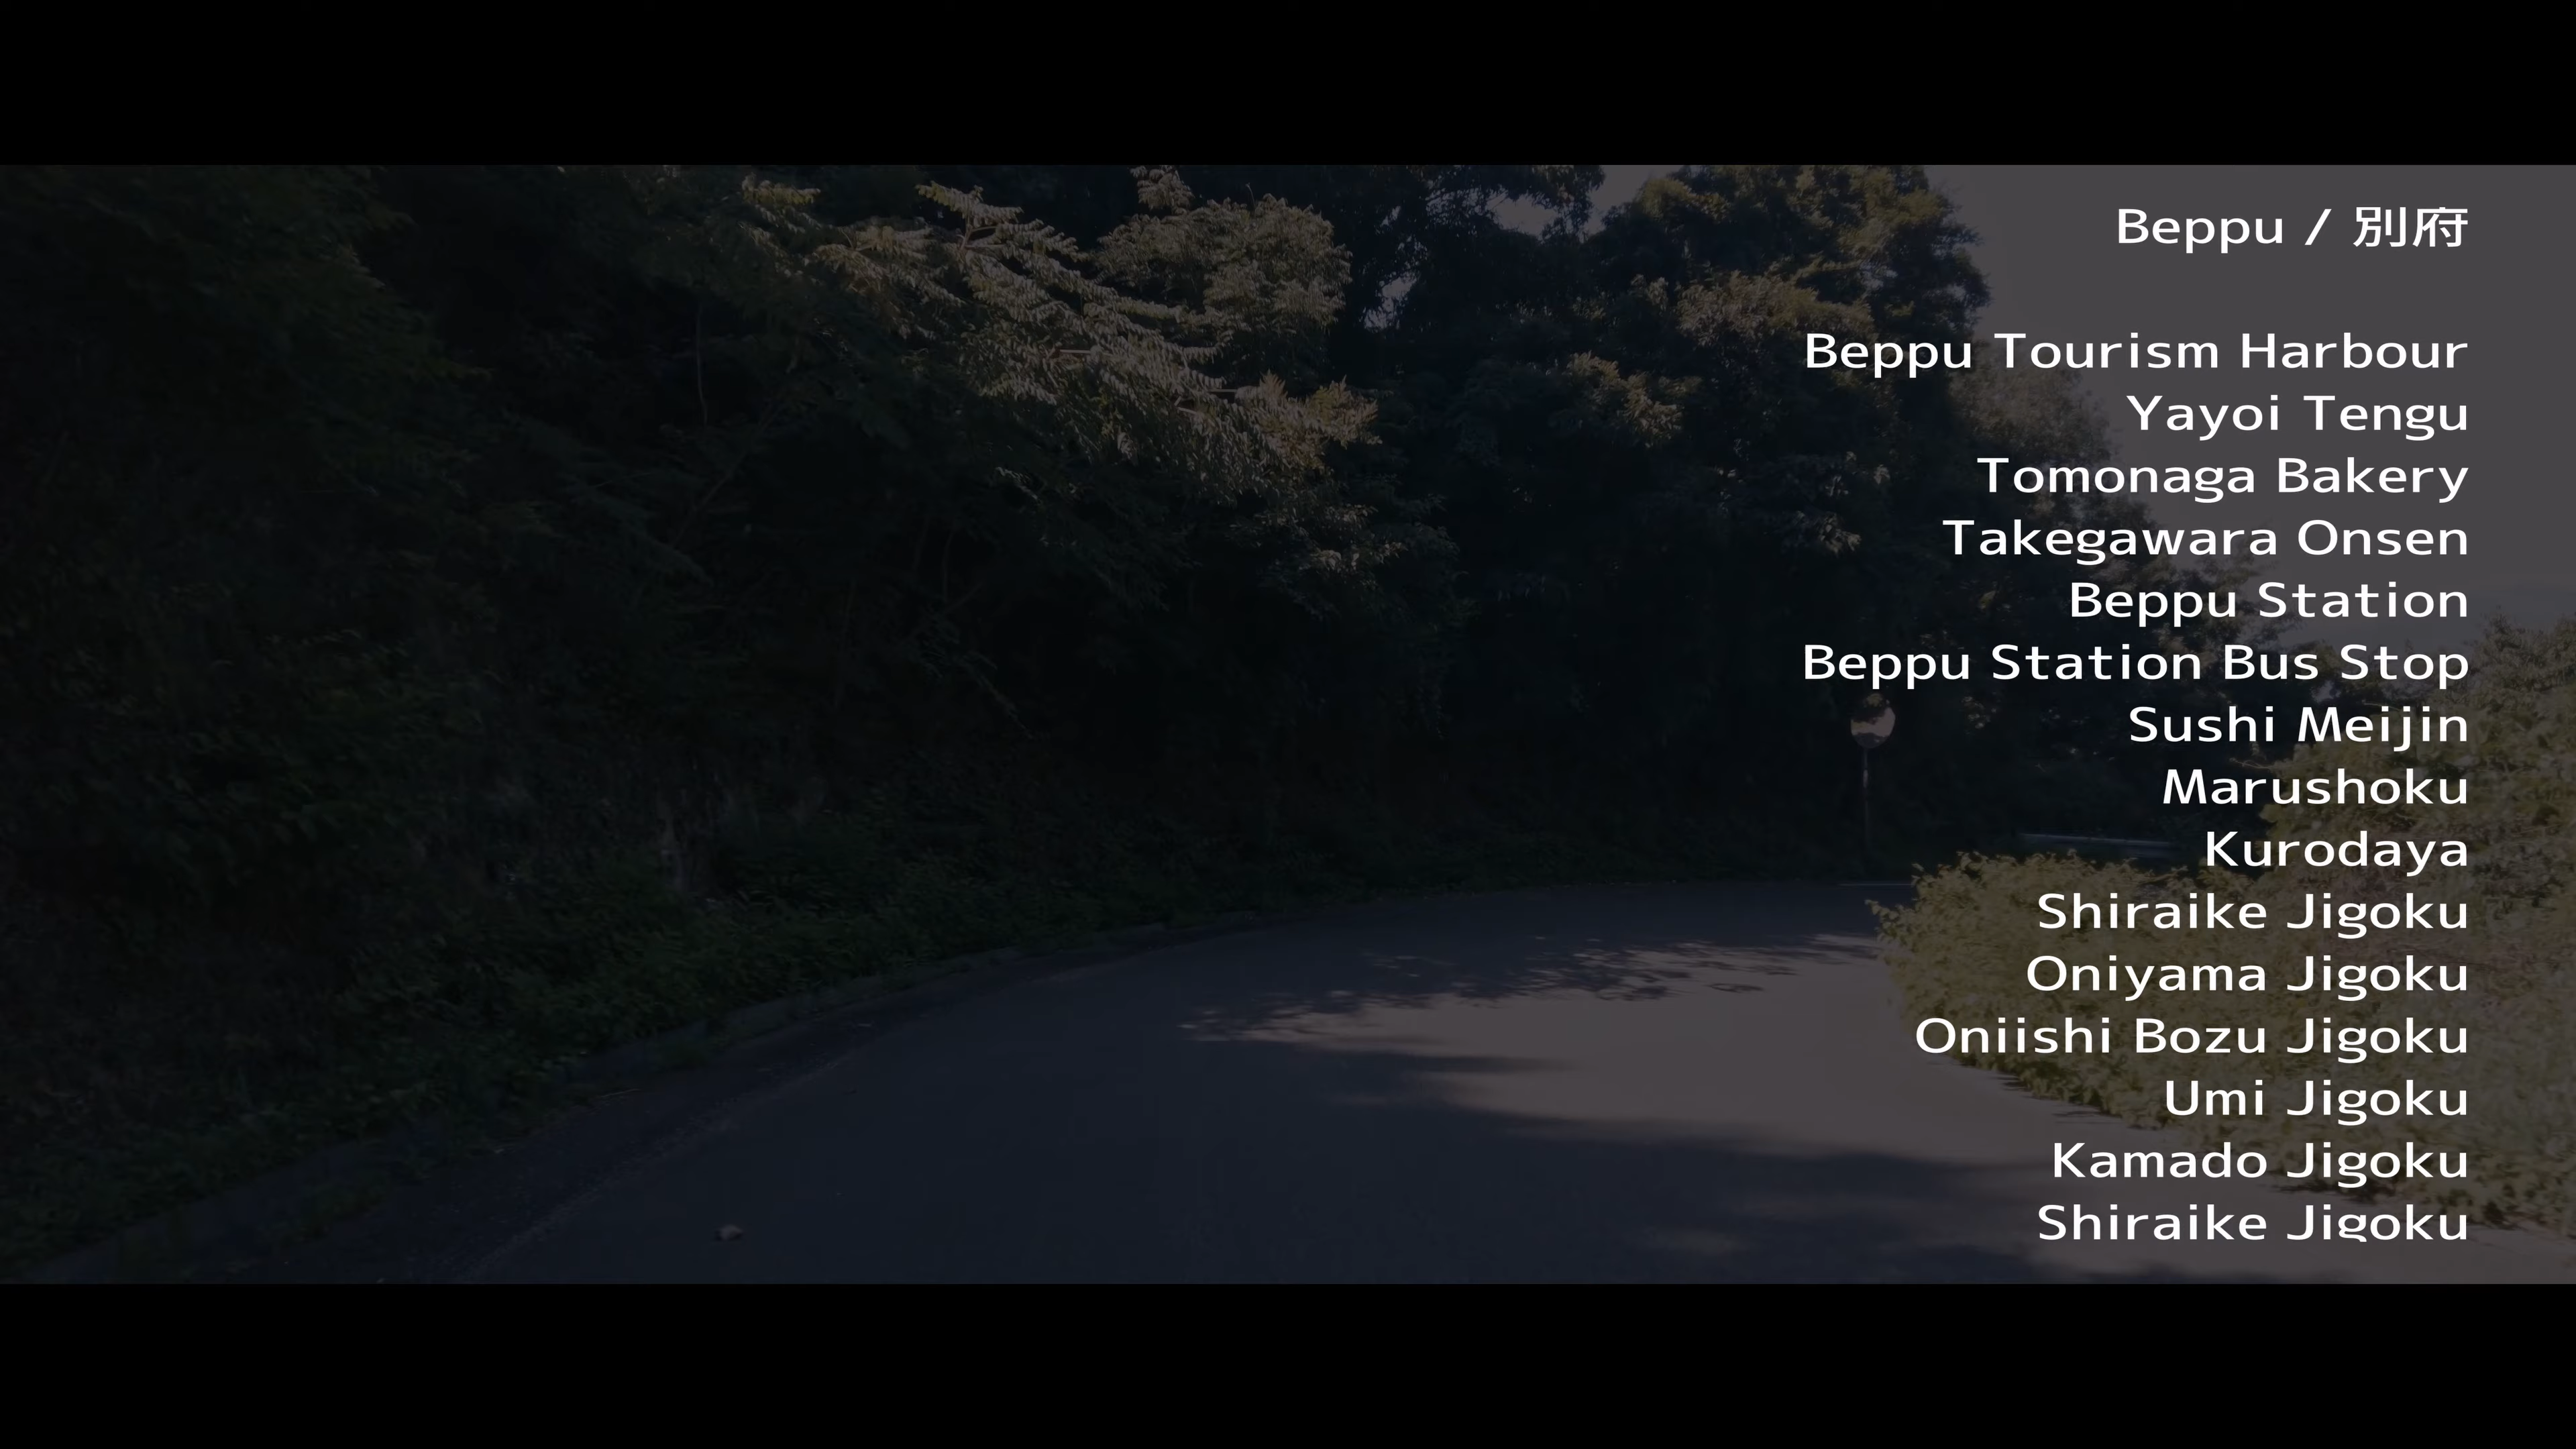 Beppu / 別府
Beppu Tourism Harbour
Yayoi Tengu
Tomonaga Bakery
Takegawara Onsen
Beppu Station
Beppu Station Bus Stop
Sushi Meijin
Marushoku
Kurodaya
Shiraike Jigoku
Oniyama Jigoku
Oniishi Bozu Jigoku
Umi Jigoku
Kamado Jigoku
Shiraike Jigoku